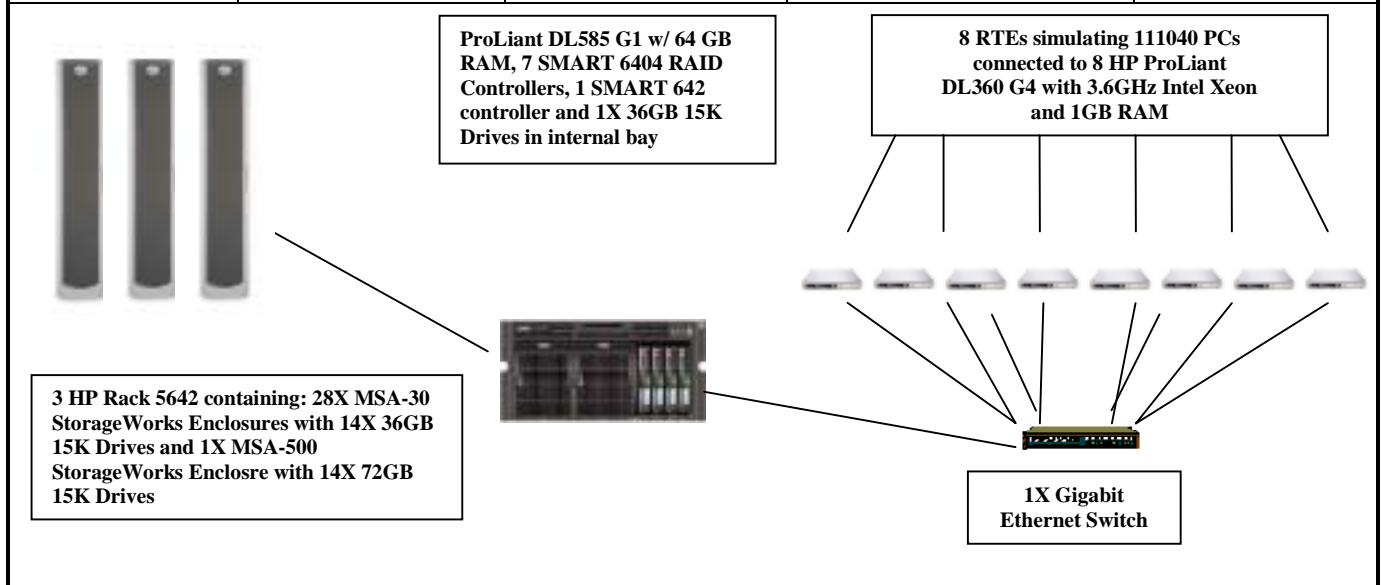 ProLiant DL585 G1 w/ 64 GB
RAM, 7 SMART 6404 RAID
Controllers, 1 SMART 642
controller and 1X 36GB 15K
Drives in internal bay
8 RTEs simulating 111040 PCs
connected to 8 HP ProLiant
DL360 G4 with 3.6GHz Intel Xeon
and 1GB RAM
3 HP Rack 5642 containing: 28X MSA-30
StorageWorks Enclosures with 14X 36GB
15K Drives and 1X MSA-500
StorageWorks Enclosre with 14X 72GB
15K Drives
1X Gigabit
Ethernet Switch